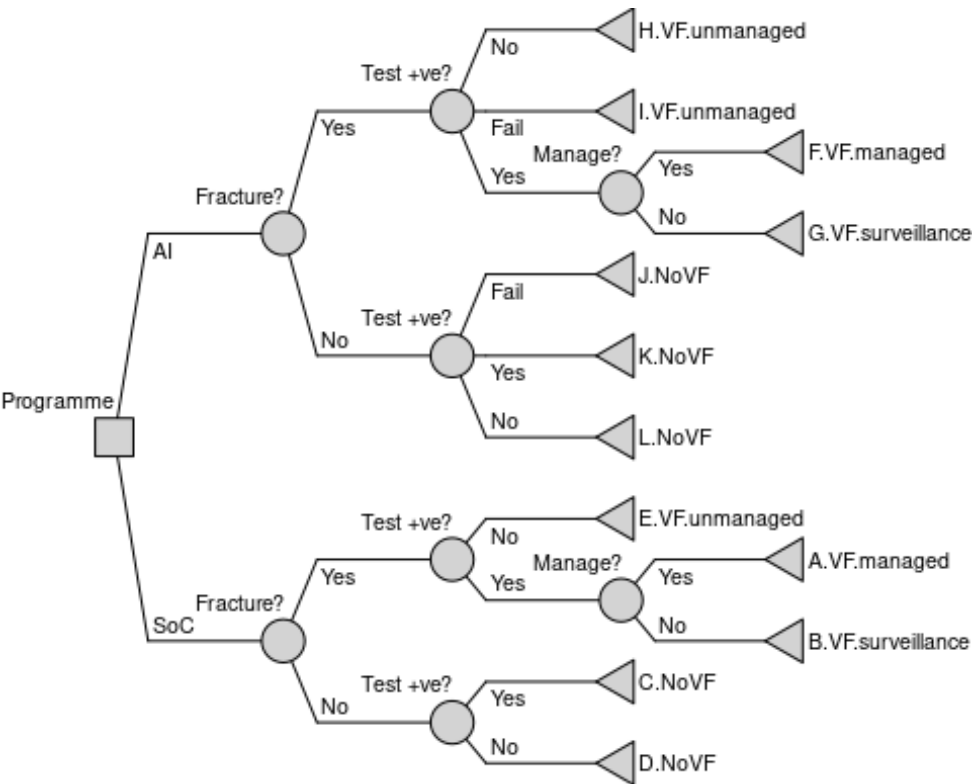 No
H.VF.unmanaged
Test +ve?
Yes
Fail
I.VF.unmanaged
Manage?
Yes
F.VF.managed
Yes
No
G.VF.surveillance
Fracture?
AI
Fail
J.NoVF
Test +ve?
No
Yes
K.NoVF
No
L.NoVF
Programme
Test +ve?
No
E.VF.unmanaged
Manage?
Yes
A.VF.managed
Yes
Yes
No
B.VF.surveillance
Fracture?
SoC
Test +ve?
Yes
C.NoVF
No
No
D.NoVF